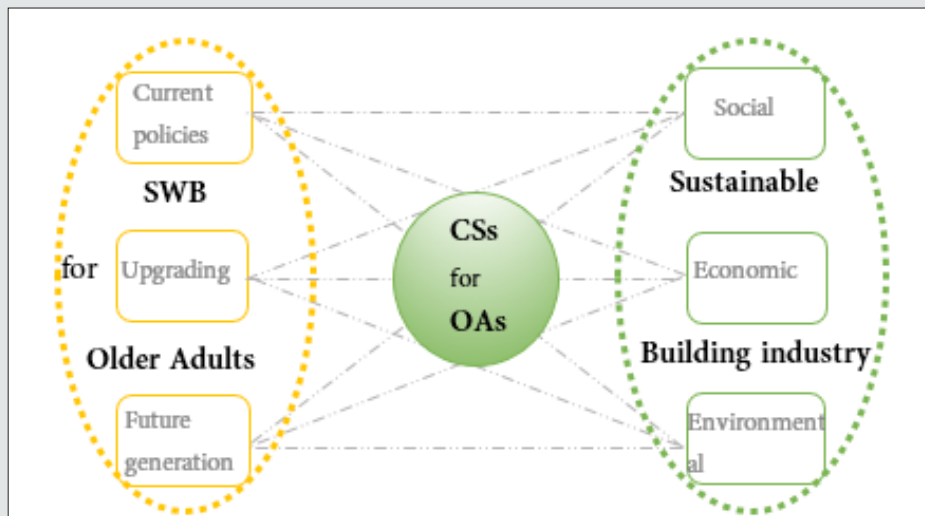 Current
policies
SWB
for
Upgrading
Older Adults
Future
generation
CSs
for
OAs
Social
Sustainable
Economic
Building industry
Environment
al